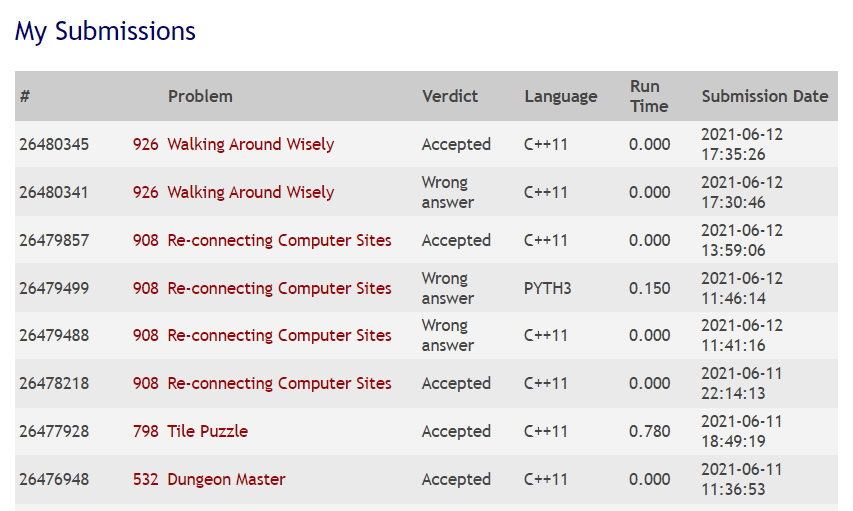 My Submissions
# Problem Verdict Language Run Time Submission Date
26480345 926 Walking Around Wisely Accepted C++11 0.000 2021-06-12 17:35:26
26480341 926 Walking Around Wisely Wrong answer C++11 0.000 2021-06-12 17:30:46
26479857 908 Re-connecting Computer Sites Accepted C++11 0.000 2021-06-12 13:59:06
26479499 908 Re-connecting Computer Sites Wrong answer PYTH3 0.150 2021-06-12 11:46:14
26479488 908 Re-connecting Computer Sites Wrong answer C++11 0.000 2021-06-12 11:41:16
26478218 908 Re-connecting Computer Sites Accepted C++11 0.000 2021-06-11 22:14:13
26477928 798 Tile Puzzle Accepted C++11 0.780 2021-06-11 18:49:19
26476948 532 Dungeon Master Accepted C++11 0.000 2021-06-11 11:36:53